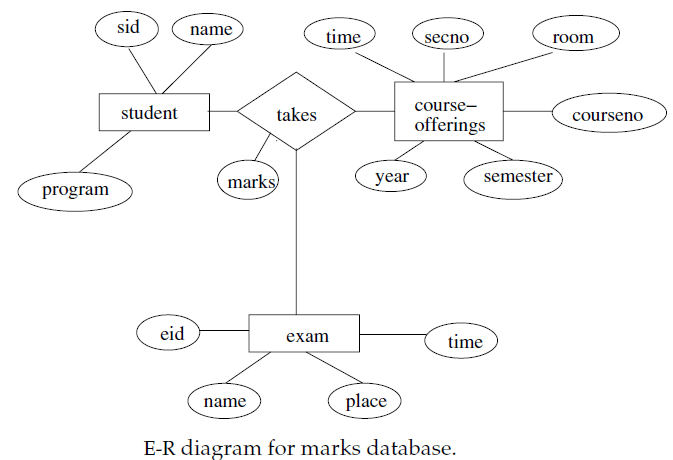 sid
name
time
secno
room
student
takes
course–
offerings
courseno
program
marks
year
semester
eid
exam
time
name
place
E-R diagram for marks database.